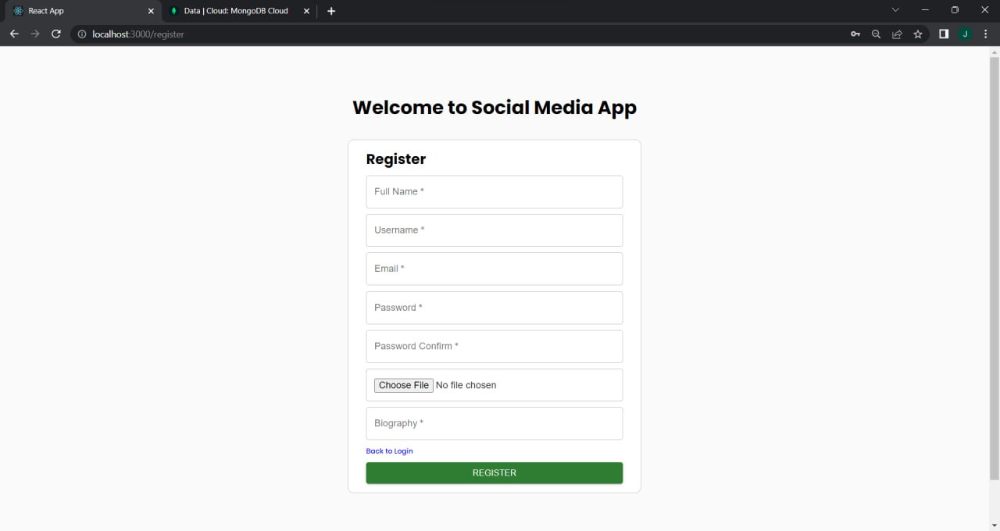 React App
Data | Cloud: MongoDB Cloud
localhost:3000/register
J
Welcome to Social Media App
Register
Full Name *
Username *
Email *
Password *
Password Confirm *
Choose File No file chosen
Biography *
Back to Login
REGISTER